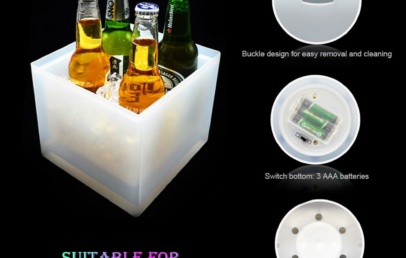 Buckle design for easy removal and cleaning
Switch bottom: 3 AAA batteries
SUITABLE FOR